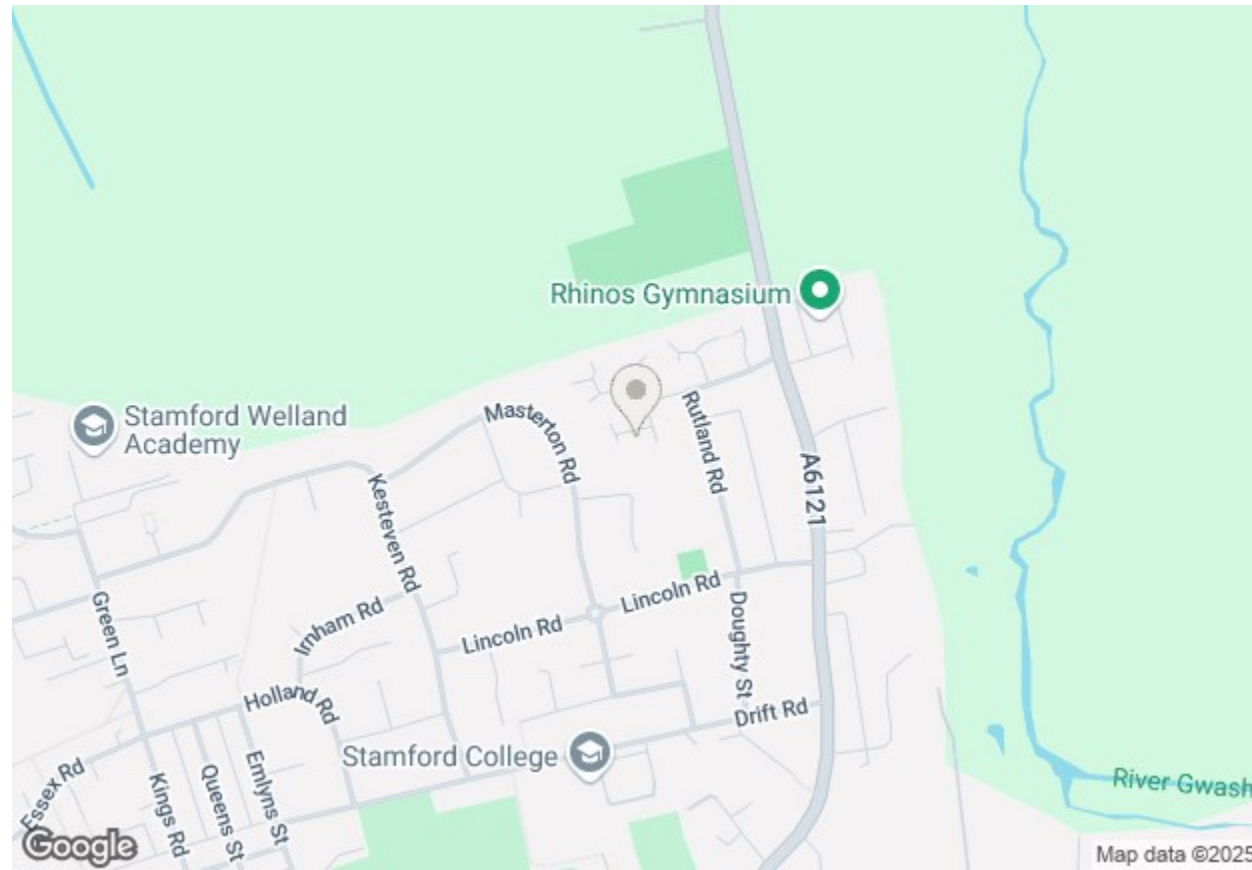 Rhinos Gymnasium
Stamford Welland
Academy
Masterton Rd
Rutland Rd
A6121
Kesteven Rd
Green Ln
Irnham Rd
Lincoln Rd
Lincoln Rd
Doughty St
Holland Rd
Drift Rd
Stamford College
Essex Rd
Kings Rd
Queens St
Emlyns St
River Gwash
Google
Map data ©2025